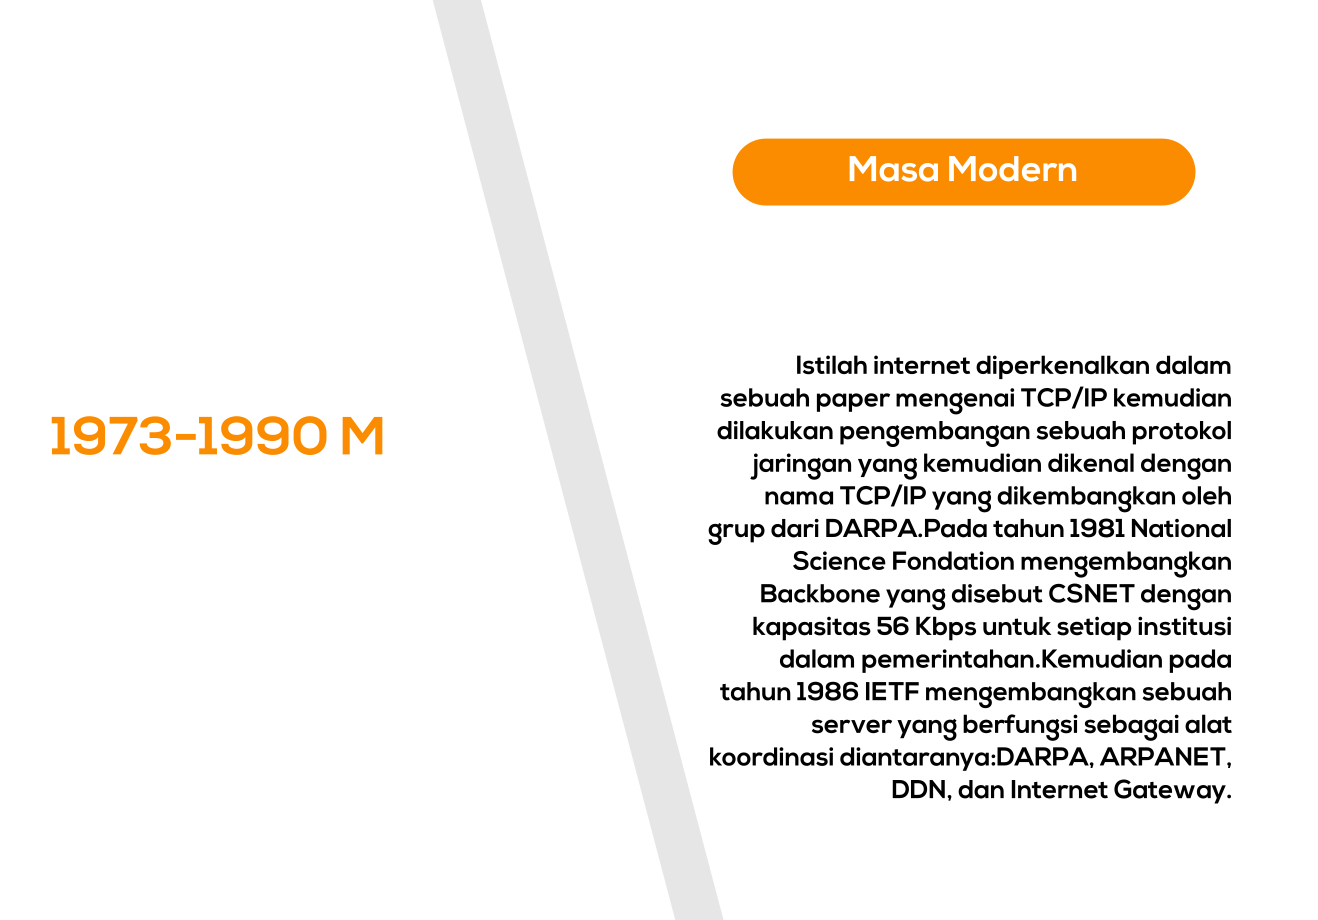 Masa Modern
1973-1990 M
Istilah internet diperkenalkan dalam
sebuah paper mengenai TCP/IP kemudian
dilakukan pengembangan sebuah protokol
jaringan yang kemudian dikenal dengan
nama TCP/IP yang dikembangkan oleh
grup dari DARPA.Pada tahun 1981 National
Science Fondation mengembangkan
Backbone yang disebut CSNET dengan
kapasitas 56 Kbps untuk setiap institusi
dalam pemerintahan.Kemudian pada
tahun 1986 IETF mengembangkan sebuah
server yang berfungsi sebagai alat
koordinasi diantaranya:DARPA, ARPANET,
DDN, dan Internet Gateway.